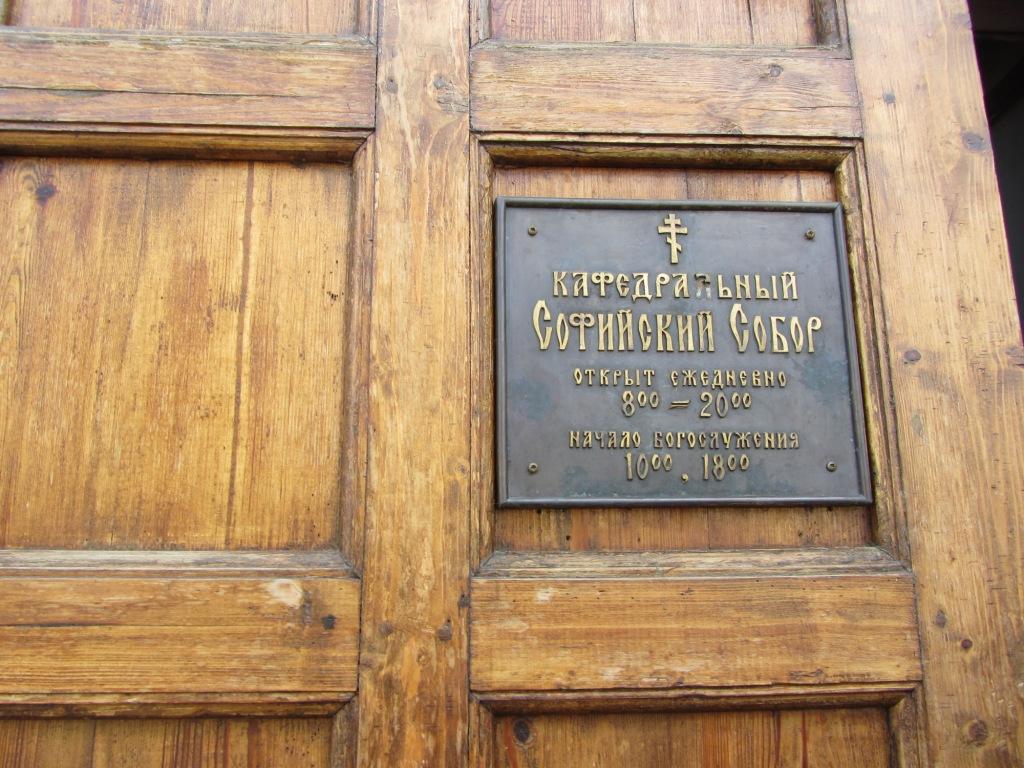 КАФЕДРАЛЬНЫЙ
СОФИЙСКИЙ СОБОР
ОТКРЫТ ЕЖЕДНЕВНО
8⁰⁰ – 20⁰⁰
НАЧАЛО БОГОСЛУЖЕНИЯ
10⁰⁰, 18⁰⁰